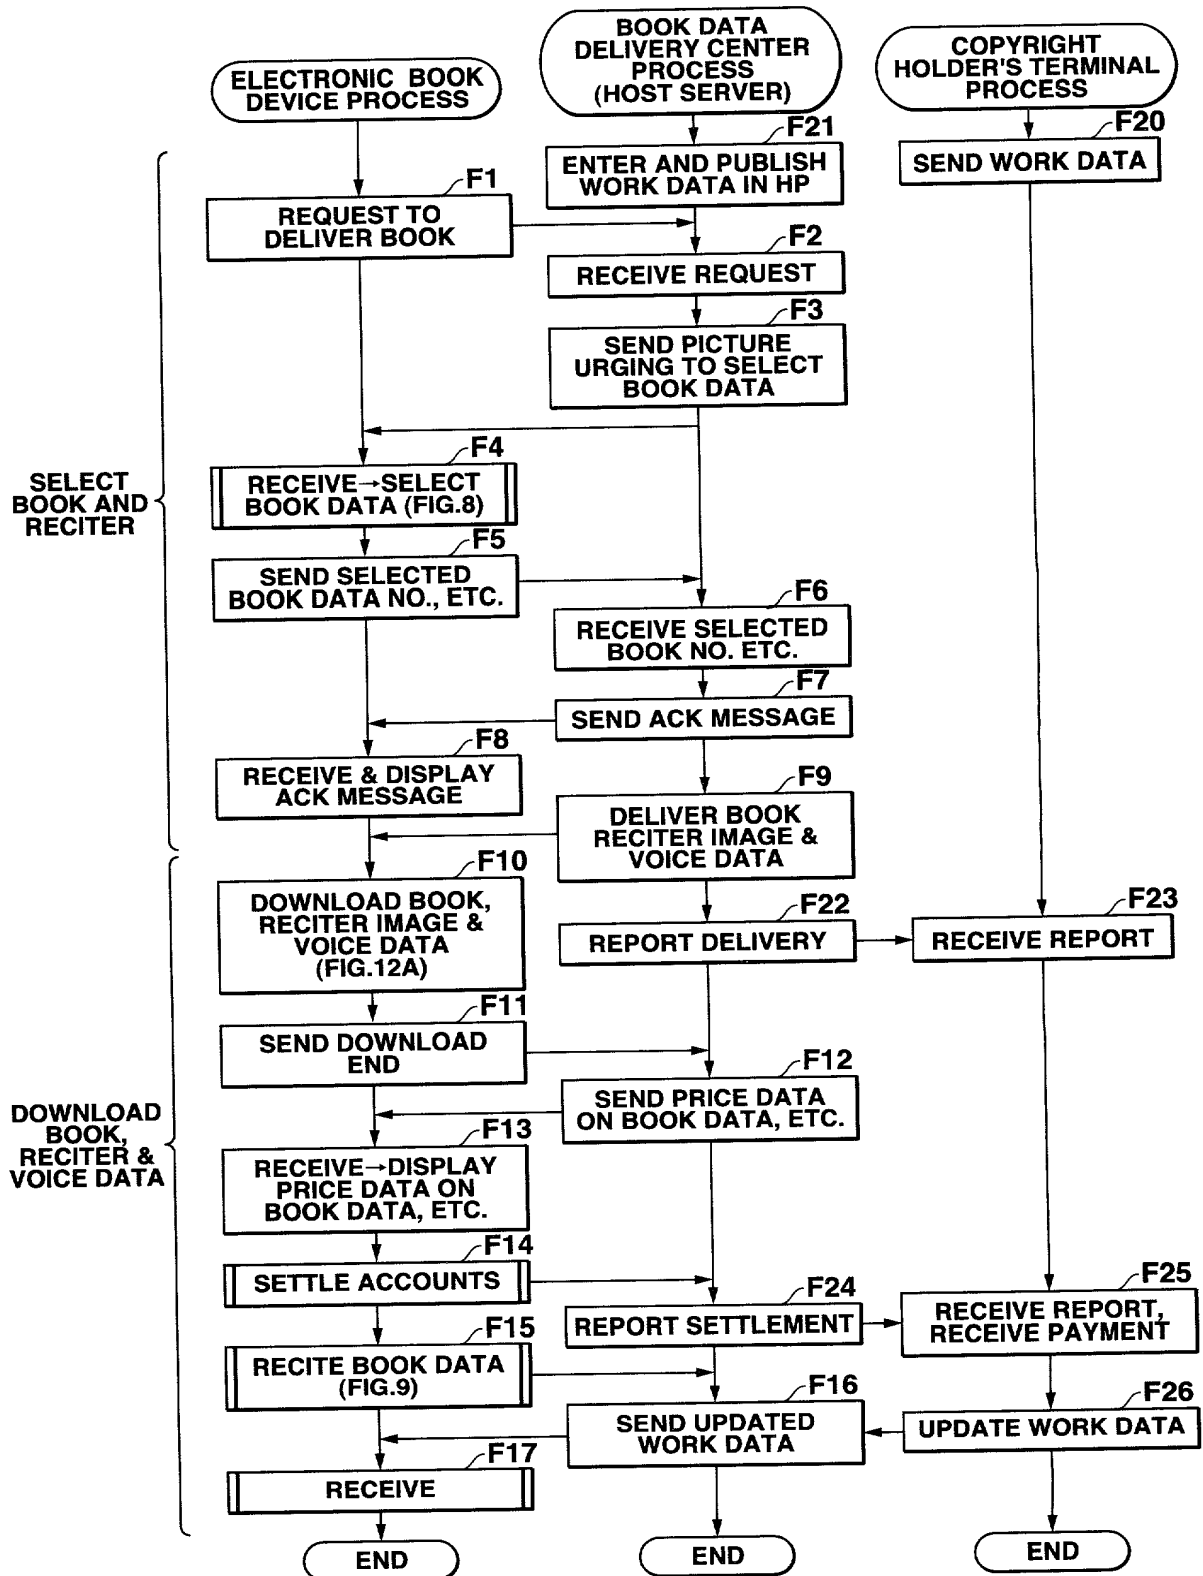 ELECTRONIC BOOK
DEVICE PROCESS
BOOK DATA
DELIVERY CENTER
PROCESS
(HOST SERVER)
COPYRIGHT
HOLDER'S TERMINAL
PROCESS
F21
ENTER AND PUBLISH
WORK DATA IN HP
F20
SEND WORK DATA
F1
REQUEST TO
DELIVER BOOK
F2
RECEIVE REQUEST
F3
SEND PICTURE
URGING TO SELECT
BOOK DATA
SELECT
BOOK AND
RECITER
F4
RECEIVE→SELECT
BOOK DATA (FIG.8)
F5
SEND SELECTED
BOOK DATA NO., ETC.
F6
RECEIVE SELECTED
BOOK NO. ETC.
F7
SEND ACK MESSAGE
F8
RECEIVE & DISPLAY
ACK MESSAGE
F9
DELIVER BOOK
RECITER IMAGE &
VOICE DATA
F10
DOWNLOAD BOOK,
RECITER IMAGE &
VOICE DATA
(FIG.12A)
F22
REPORT DELIVERY
F23
RECEIVE REPORT
F11
SEND DOWNLOAD
END
F12
SEND PRICE DATA
ON BOOK DATA, ETC.
DOWNLOAD
BOOK,
RECITER &
VOICE DATA
F13
RECEIVE→DISPLAY
PRICE DATA ON
BOOK DATA, ETC.
F14
SETTLE ACCOUNTS
F24
REPORT SETTLEMENT
F25
RECEIVE REPORT,
RECEIVE PAYMENT
F15
RECITE BOOK DATA
(FIG.9)
F16
SEND UPDATED
WORK DATA
F26
UPDATE WORK DATA
F17
RECEIVE
END
END
END